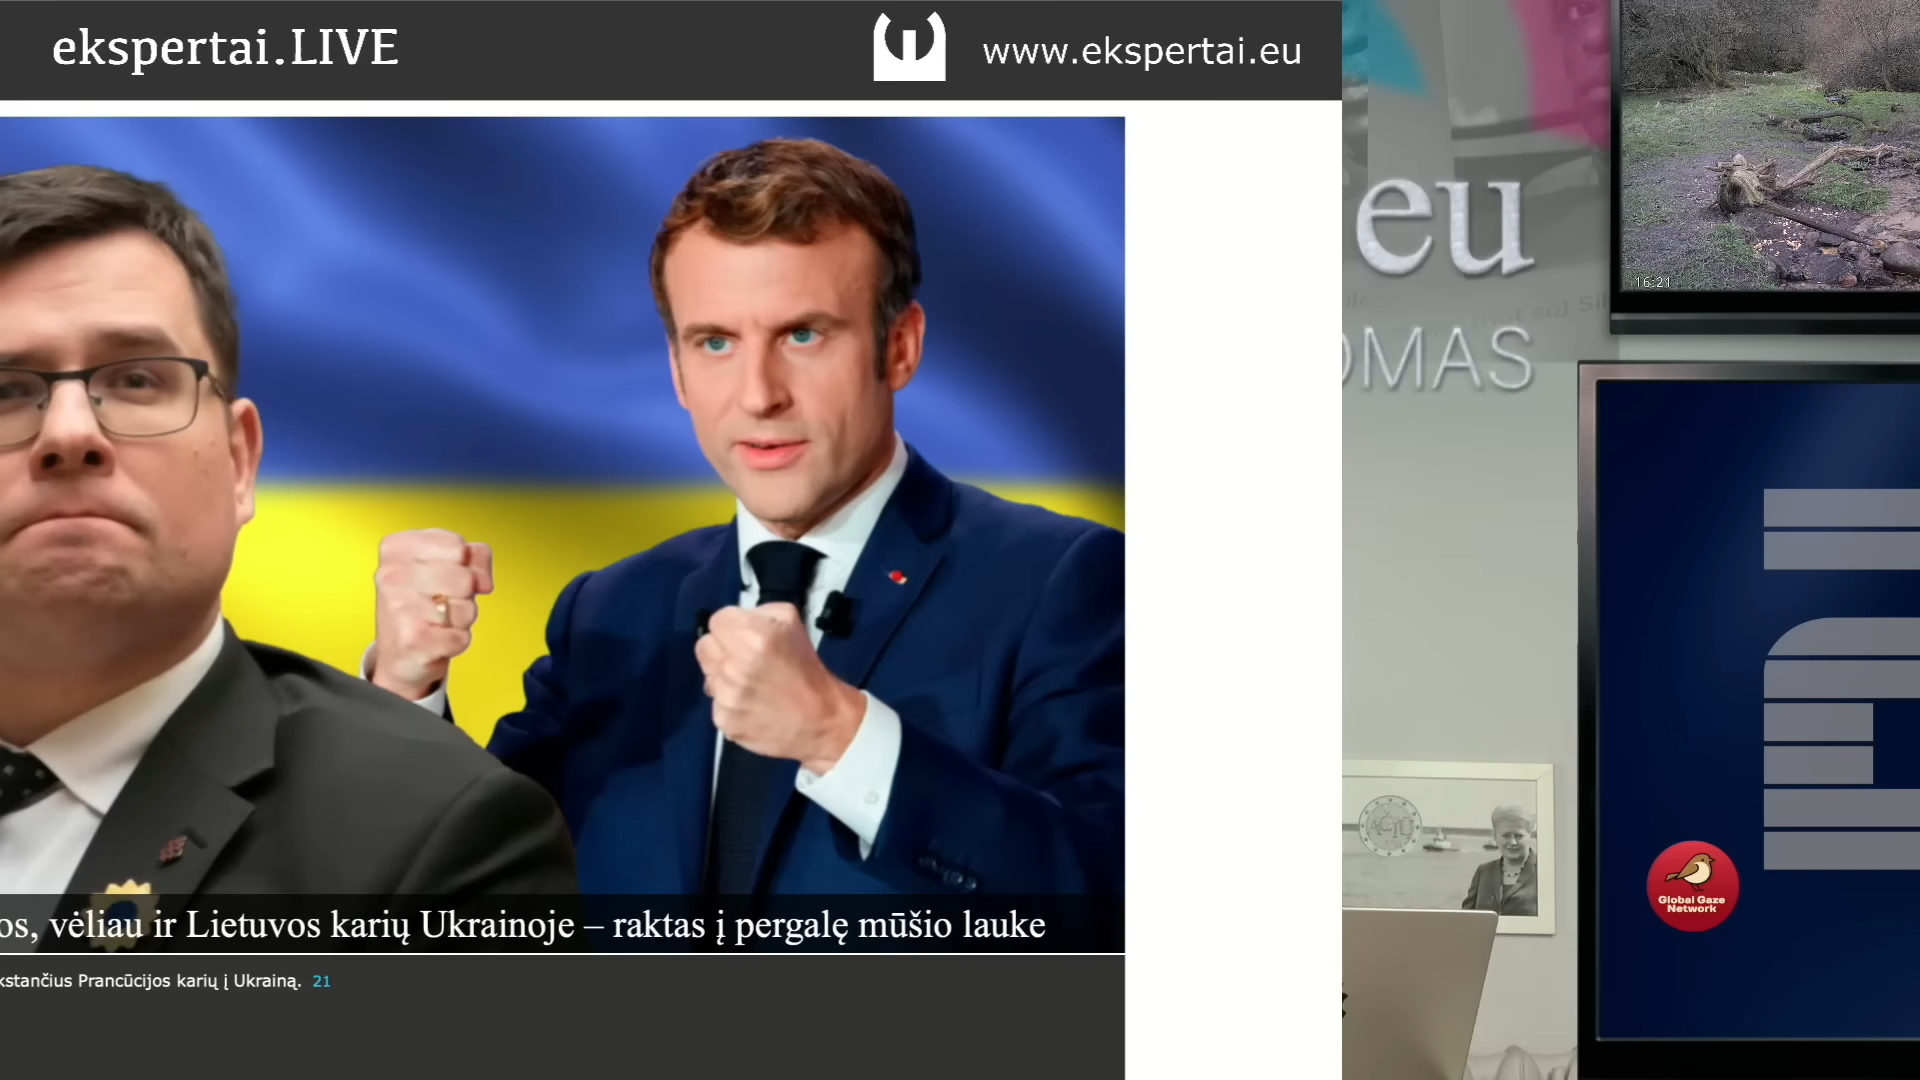 ekspertai.LIVE
www.ekspertai.eu
eu
OMAS
16:21
os, vėliau ir Lietuvos karių Ukrainoje – raktas į pergalę mūšio lauke
kstančius Prancūcijos karių į Ukrainą. 21
Global Gaze
Network